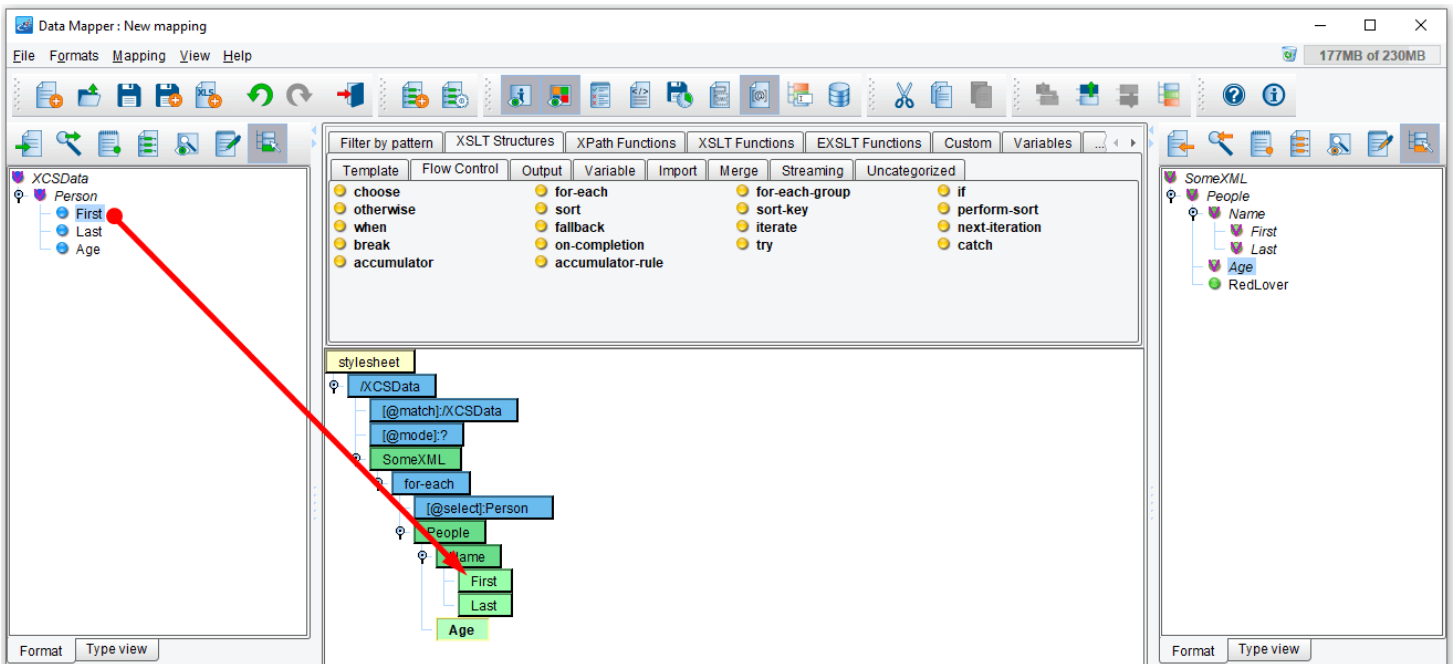 Data Mapper : New mapping
File Formats Mapping View Help
177MB of 230MB
Filter by pattern XSLT Structures XPath Functions XSLT Functions EXSLT Functions Custom Variables ...
Template Flow Control Output Variable Import Merge Streaming Uncategorized
choose for-each for-each-group if
otherwise sort sort-key perform-sort
when fallback iterate next-iteration
break on-completion try catch
accumulator accumulator-rule
XCSData
Person
First
Last
Age
stylesheet
/XCSData
[@match]:/XCSData
[@mode]:?
SomeXML
for-each
[@select]:Person
People
Name
First
Last
Age
SomeXML
People
Name
First
Last
Age
RedLover
Format Type view
Format Type view